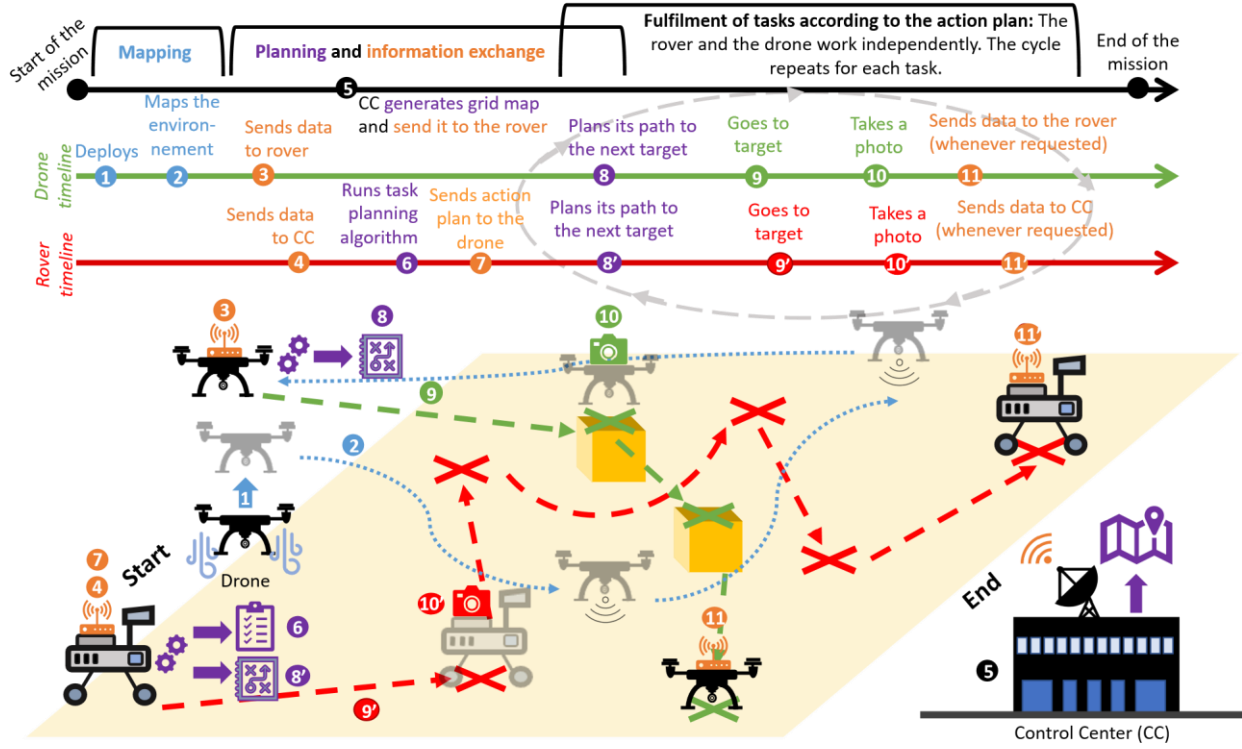 Start of the
mission
Mapping
Planning and information exchange
Fulfilment of tasks according to the action plan: The
rover and the drone work independently. The cycle
repeats for each task.
End of the
mission
5
CC generates grid map
and send it to the rover
Drone
timeline
Deploys
1
Maps the
environ-
nement
2
Sends data
to rover
3
Plans its path to
the next target
8
Goes to
target
9
Takes a
photo
10
Sends data to the rover
(whenever requested)
11
Rover
timeline
Sends data
to CC
4
Runs task
planning
algorithm
6
Sends action
plan to the
drone
7
Plans its path to
the next target
8'
Goes to
target
9'
Takes a
photo
10'
Sends data to CC
(whenever requested)
11'
3
8
10
11'
9
2
1
Start
Drone
7
4
6
8'
9'
10'
11
End
5
Control Center (CC)